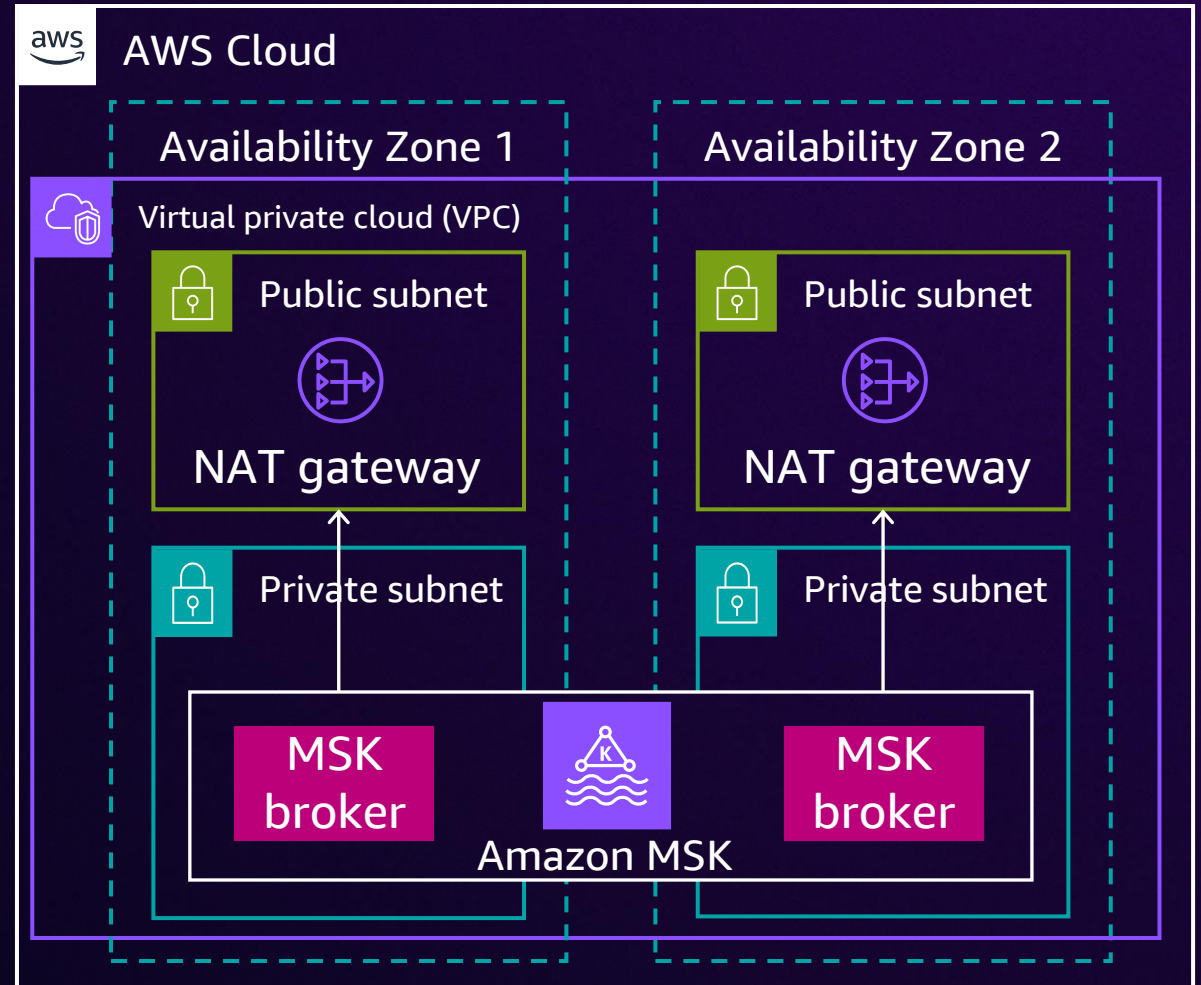 aws
AWS Cloud
Availability Zone 1
Availability Zone 2
Virtual private cloud (VPC)
Public subnet
NAT gateway
Public subnet
NAT gateway
Private subnet
Private subnet
MSK
broker
K
Amazon MSK
MSK
broker